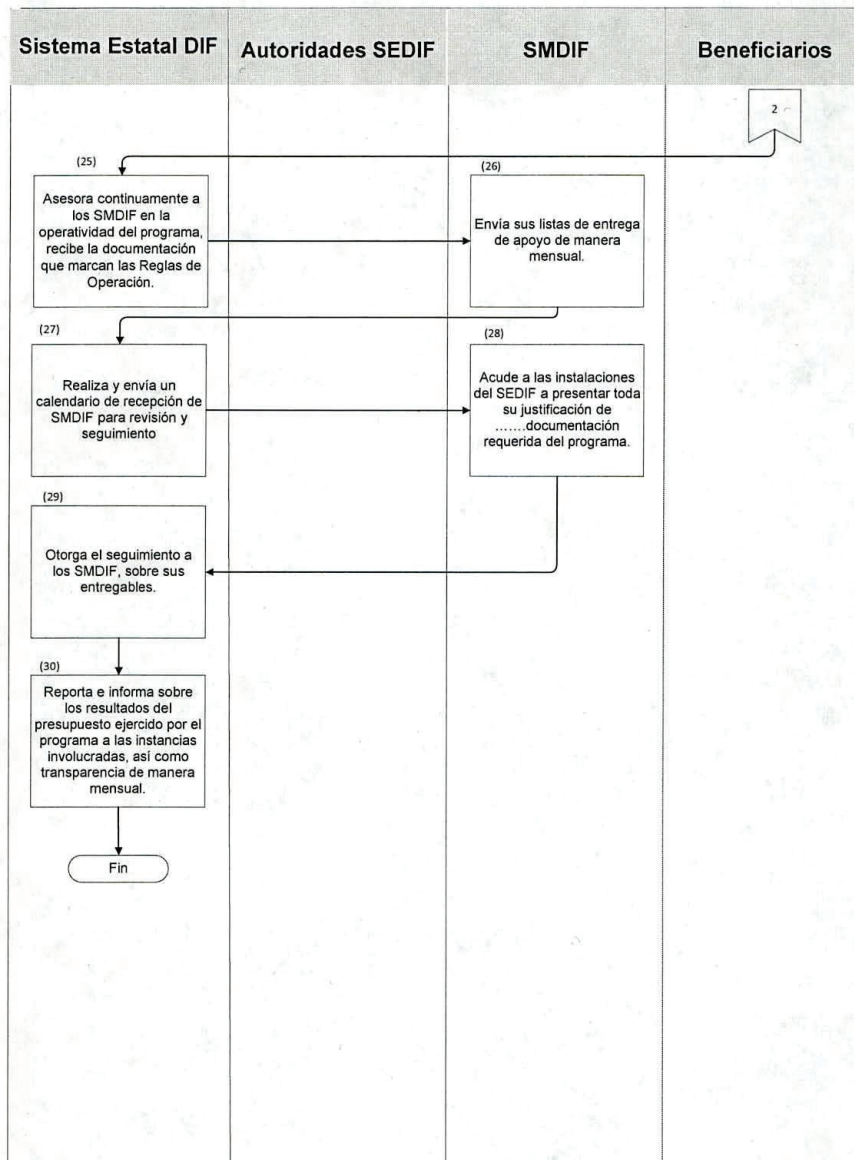 Sistema Estatal DIF
Autoridades SEDIF
SMDIF
Beneficiarios
2
(25)
Asesora continuamente a
los SMDIF en la
operatividad del programa,
recibe la documentación
que marcan las Reglas de
Operación.
(26)
Envía sus listas de entrega
de apoyo de manera
mensual.
(27)
Realiza y envía un
calendario de recepción de
SMDIF para revisión y
seguimiento
(28)
Acude a las instalaciones
del SEDIF a presentar toda
su justificación de
.......documentación
requerida del programa.
(29)
Otorga el seguimiento a
los SMDIF, sobre sus
entregables.
(30)
Reporta e informa sobre
los resultados del
presupuesto ejercido por el
programa a las instancias
involucradas, así como
transparencia de manera
mensual.
Fin